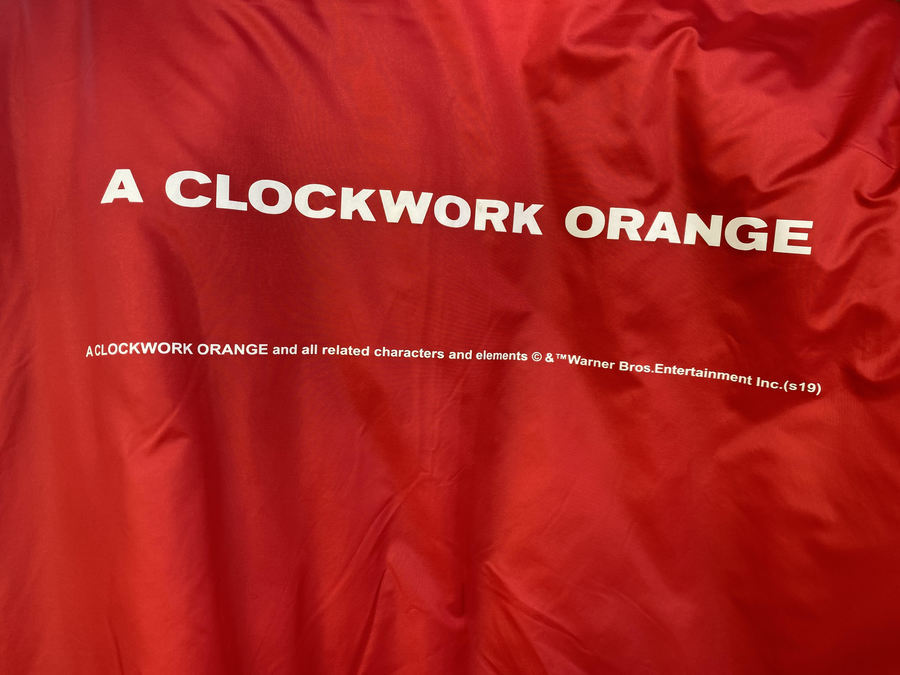 A CLOCKWORK ORANGE
A CLOCKWORK ORANGE and all related characters and elements © &™Warner Bros.Entertainment Inc.(s19)